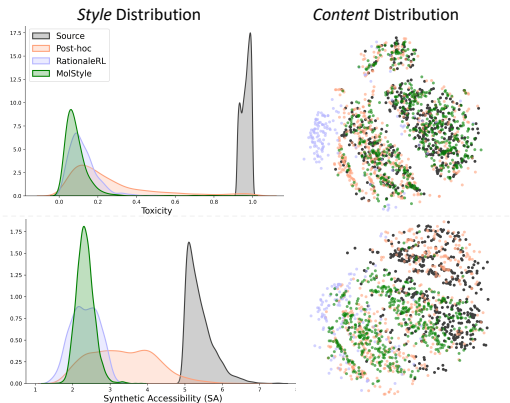 Style Distribution
Content Distribution
Source
Post-hoc
RationaleRL
MolStyle
17.5
15.0
12.5
10.0
7.5
5.0
2.5
0.0
0.0 0.2 0.4 0.6 0.8 1.0
Toxicity
1.75
1.50
1.25
1.00
0.75
0.50
0.25
0.00
1 2 3 4 5 6 7
Synthetic Accessibility (SA)